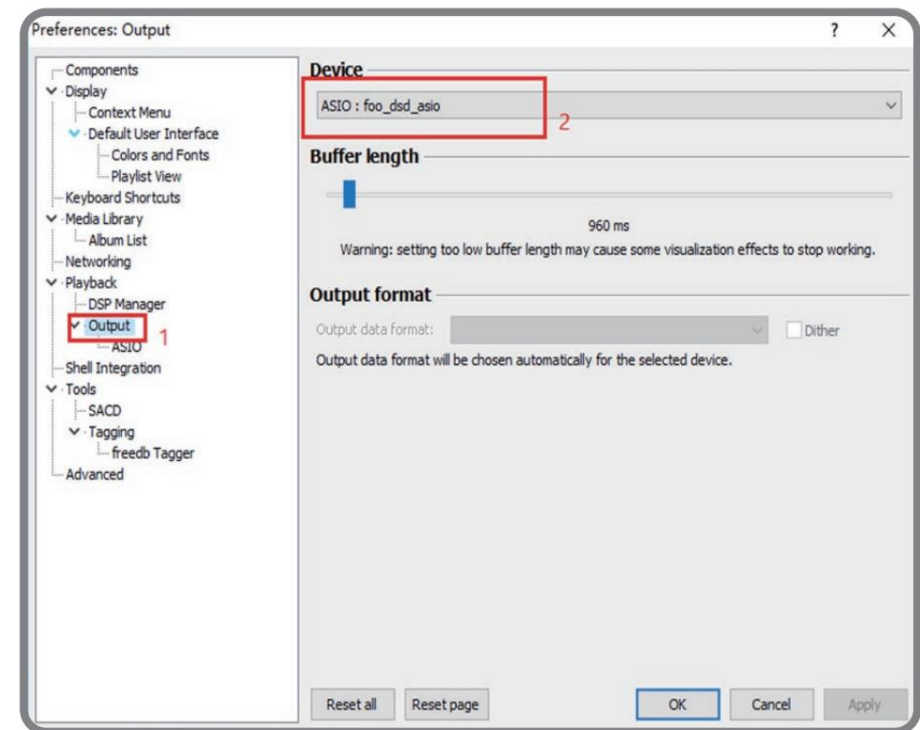 Preferences: Output
? X
Components
Display
Context Menu
Default User Interface
Colors and Fonts
Playlist View
Keyboard Shortcuts
Media Library
Album List
Networking
Playback
DSP Manager
Output 1
ASIO
Shell Integration
Tools
SACD
Tagging
freedb Tagger
Advanced
Device
ASIO : foo_dsd_asio
2
Buffer length
960 ms
Warning: setting too low buffer length may cause some visualization effects to stop working.
Output format
Output data format:
Dither
Output data format will be chosen automatically for the selected device.
Reset all
Reset page
OK
Cancel
Apply